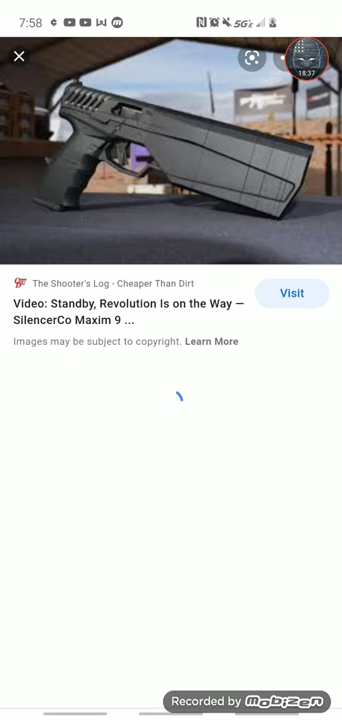 7:58
5GE
18:37
The Shooter's Log - Cheaper Than Dirt
Video: Standby, Revolution Is on the Way –
SilencerCo Maxim 9 ...
Visit
Images may be subject to copyright. Learn More
Recorded by Mobizen